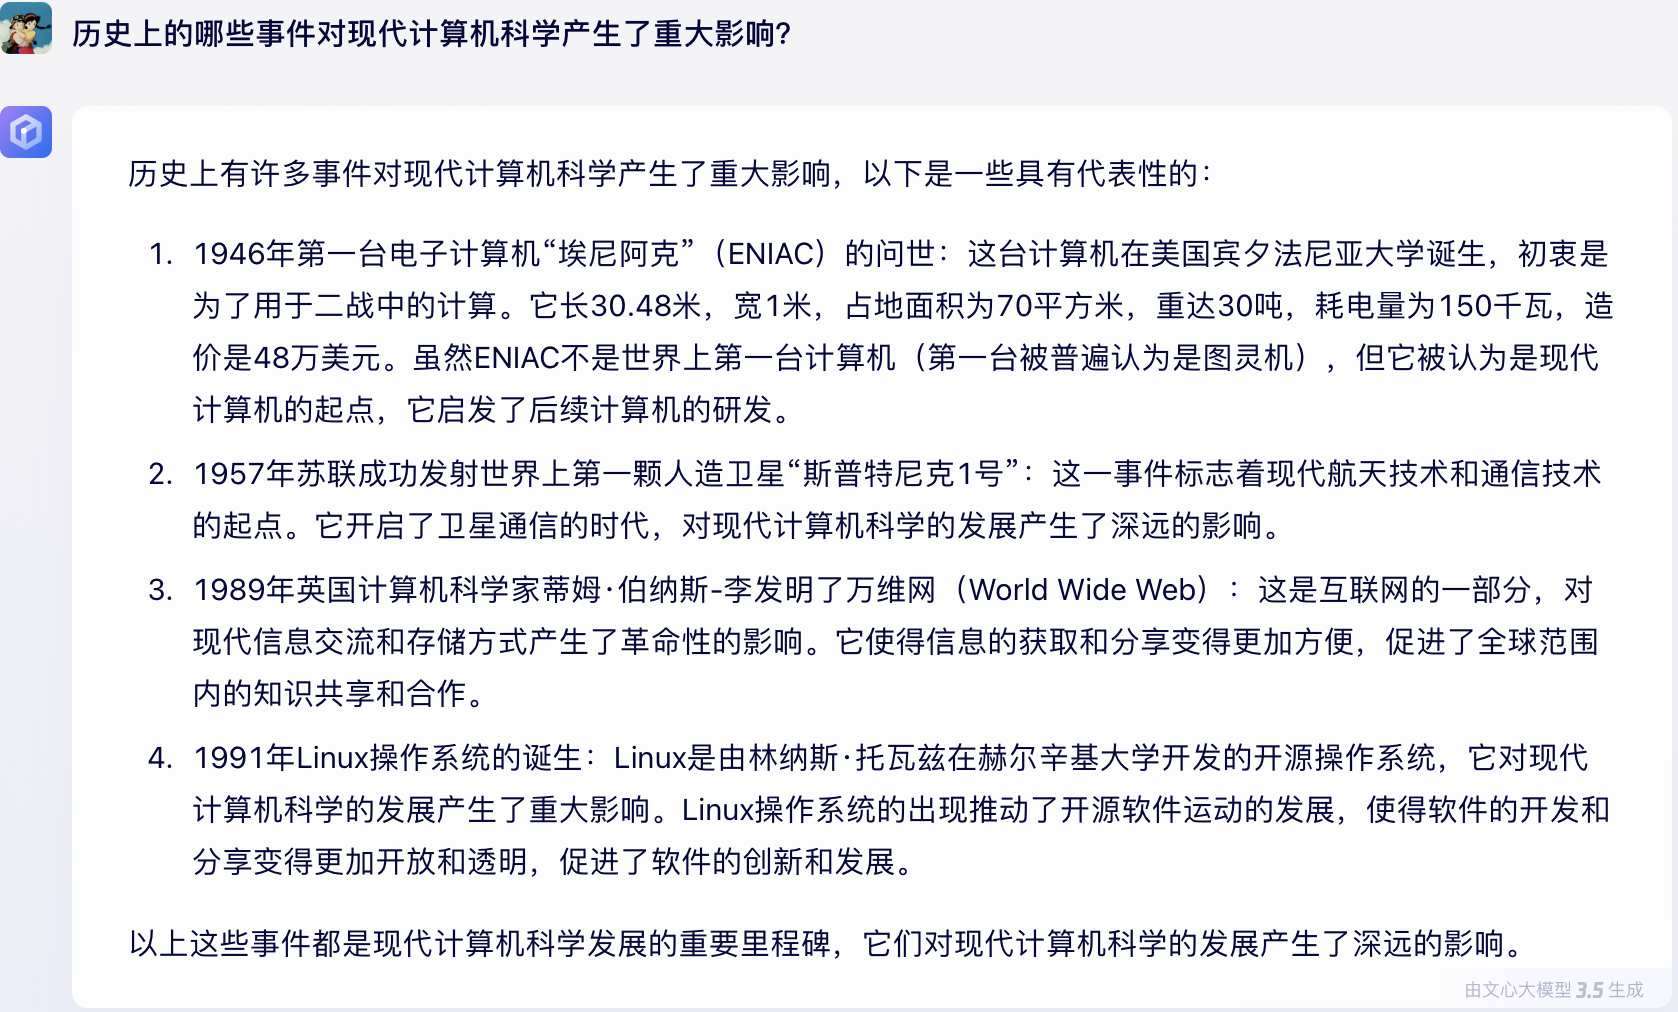 历史上的哪些事件对现代计算机科学产生了重大影响?
历史上有许多事件对现代计算机科学产生了重大影响，以下是一些具有代表性的：
1. 1946年第一台电子计算机“埃尼阿克”（ENIAC）的问世：这台计算机在美国宾夕法尼亚大学诞生，初衷是
为了用于二战中的计算。它长30.48米，宽1米，占地面积为70平方米，重达30吨，耗电量为150千瓦，造
价是48万美元。虽然ENIAC不是世界上第一台计算机（第一台被普遍认为是图灵机），但它被认为是现代
计算机的起点，它启发了后续计算机的研发。
2. 1957年苏联成功发射世界上第一颗人造卫星“斯普特尼克1号”：这一事件标志着现代航天技术和通信技术
的起点。它开启了卫星通信的时代，对现代计算机科学的发展产生了深远的影响。
3. 1989年英国计算机科学家蒂姆·伯纳斯-李发明了万维网（World Wide Web）：这是互联网的一部分，对
现代信息交流和存储方式产生了革命性的影响。它使得信息的获取和分享变得更加方便，促进了全球范围
内的知识共享和合作。
4. 1991年Linux操作系统的诞生：Linux是由林纳斯·托瓦兹在赫尔辛基大学开发的开源操作系统，它对现代
计算机科学的发展产生了重大影响。Linux操作系统的出现推动了开源软件运动的发展，使得软件的开发和
分享变得更加开放和透明，促进了软件的创新和发展。
以上这些事件都是现代计算机科学发展的重要里程碑，它们对现代计算机科学的发展产生了深远的影响。
由文心大模型 3.5 生成